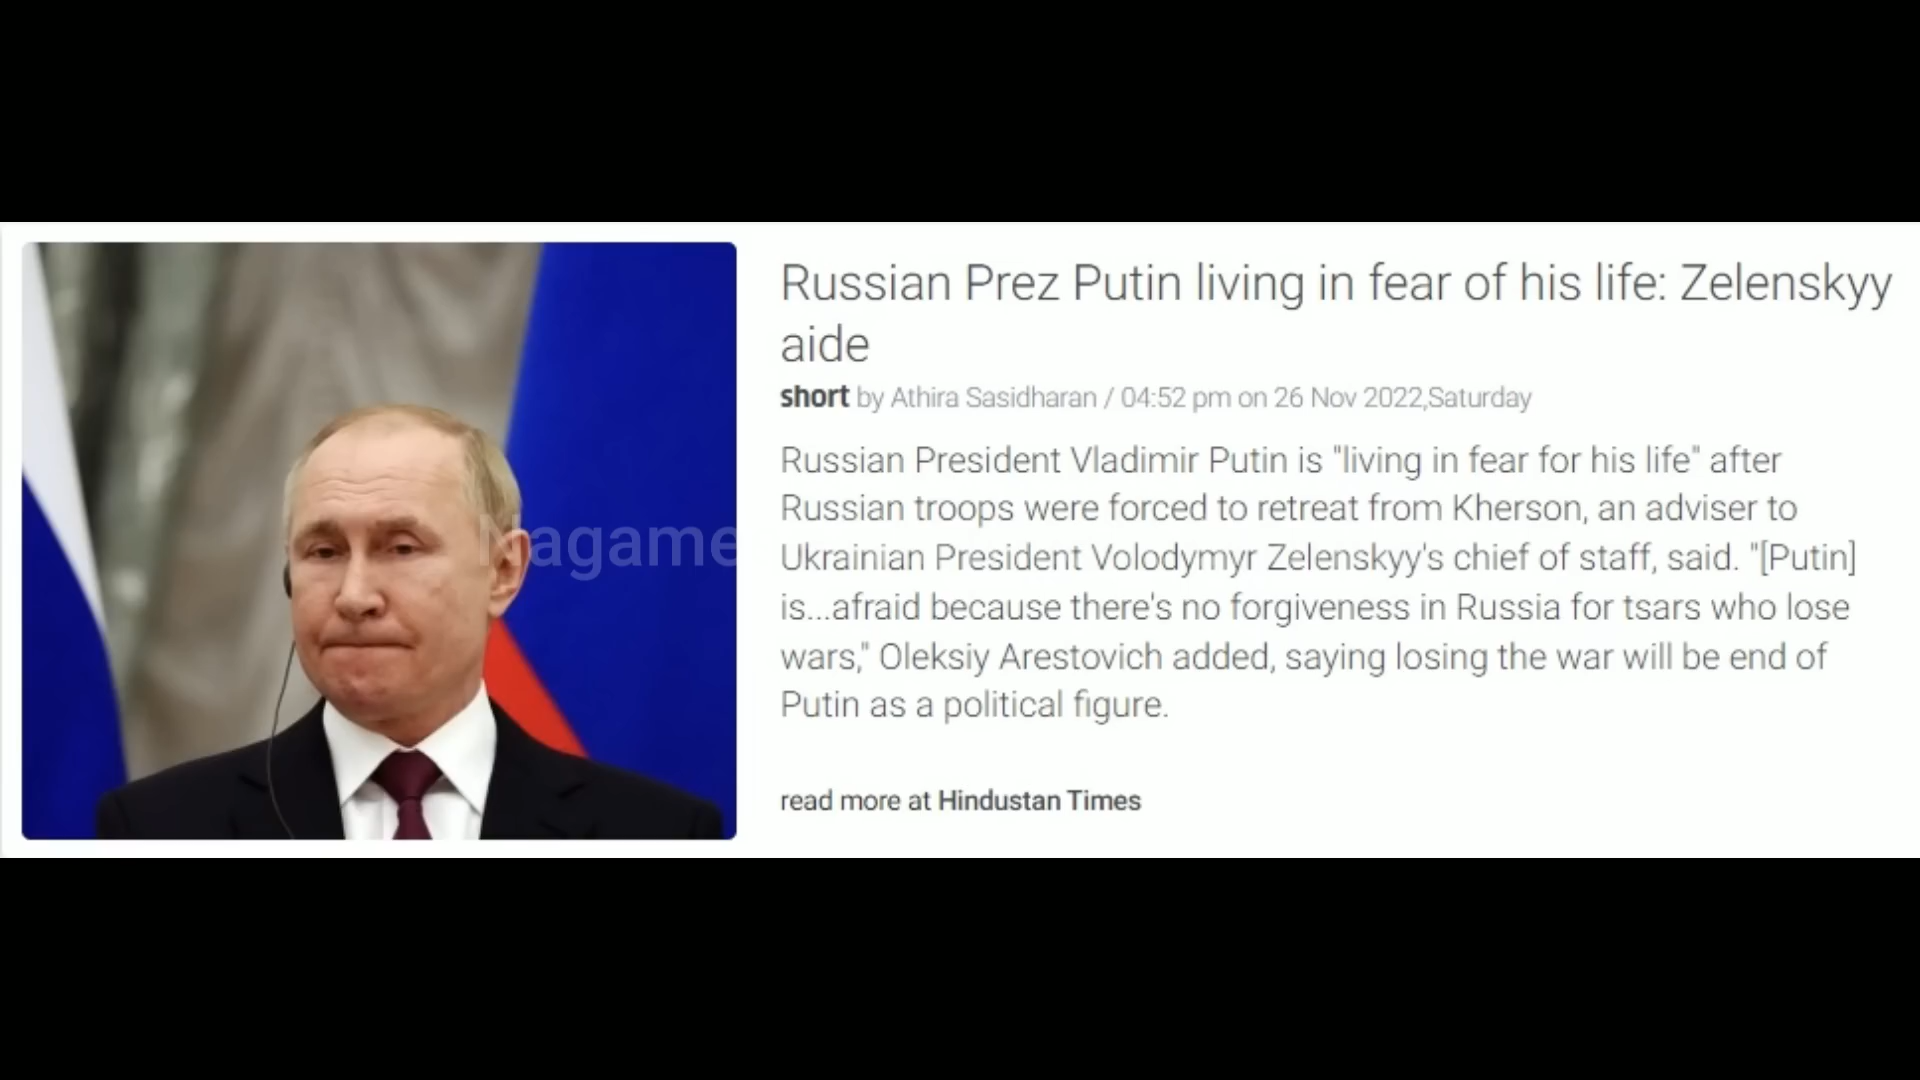 Russian Prez Putin living in fear of his life: Zelenskyy
aide
short by Athira Sasidharan / 04:52 pm on 26 Nov 2022,Saturday
Russian President Vladimir Putin is "living in fear for his life" after
Russian troops were forced to retreat from Kherson, an adviser to
Ukrainian President Volodymyr Zelenskyy's chief of staff, said. "[Putin]
is...afraid because there's no forgiveness in Russia for tsars who lose
wars," Oleksiy Arestovich added, saying losing the war will be end of
Putin as a political figure.
read more at Hindustan Times
Nagame